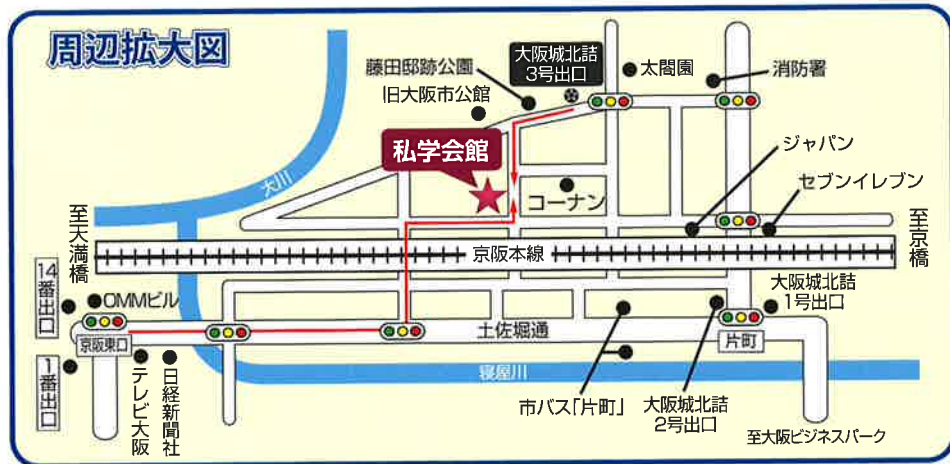 周辺拡大図
藤田邸跡公園
大阪城北詰
3号出口
太閤園
消防署
旧大阪市公館
私学会館
ジャパン
セブンイレブン
コーナン
大川
至天満橋
京阪本線
至京橋
14番出口
OMMビル
大阪城北詰
1号出口
京阪東口
土佐堀通
片町
1番出口
テレビ大阪
日経新聞社
寝屋川
市バス「片町」
大阪城北詰
2号出口
至大阪ビジネスパーク